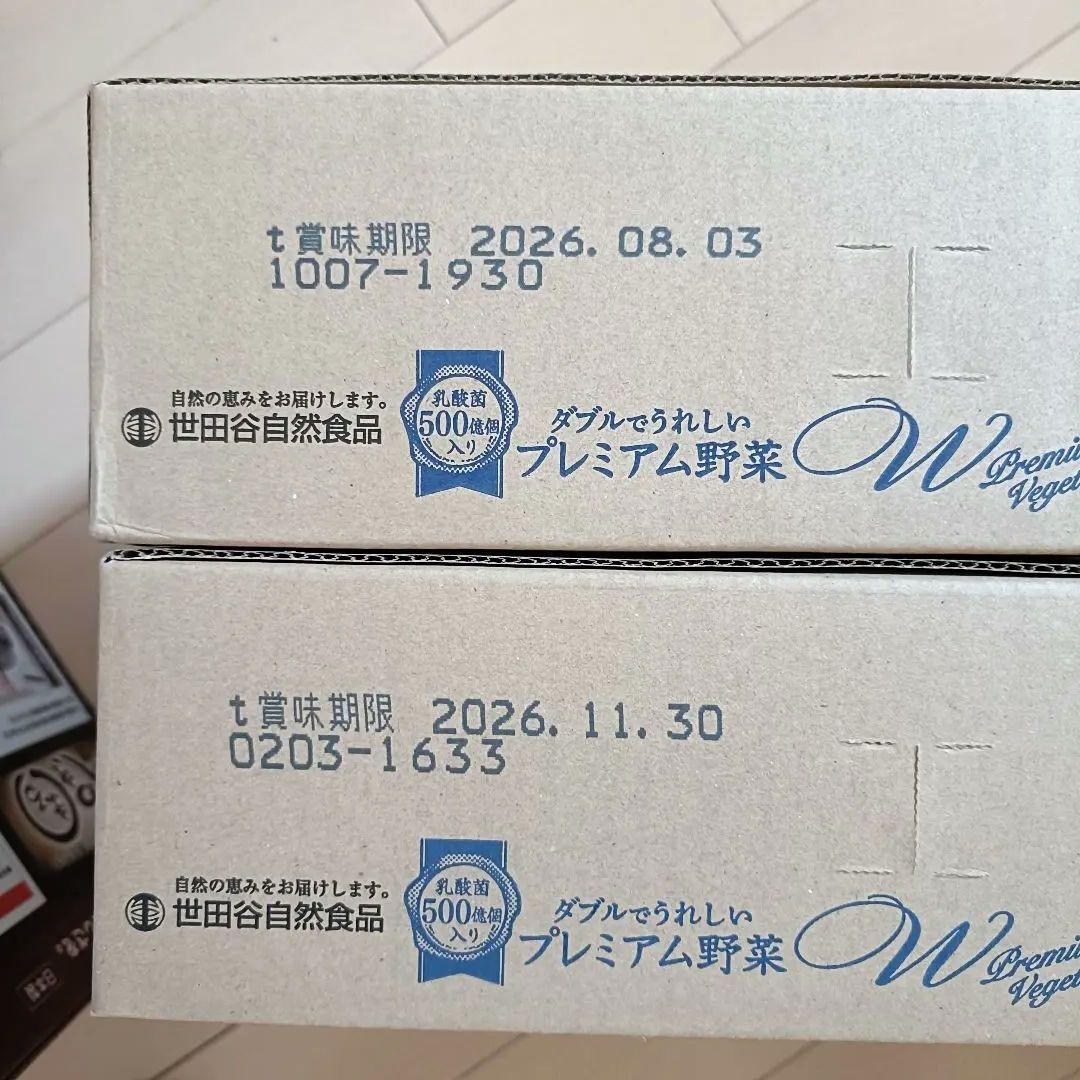 t賞味期限 2026.08.03
1007-1930
自然の恵みをお届けします。
世田谷自然食品
乳酸菌
500億個
入り
ダブルでうれしい
プレミアム野菜
W
t賞味期限 2026.11.30
0203-1633
自然の恵みをお届けします。
世田谷自然食品
乳酸菌
500億個
入り
ダブルでうれしい
プレミアム野菜
W
日本製